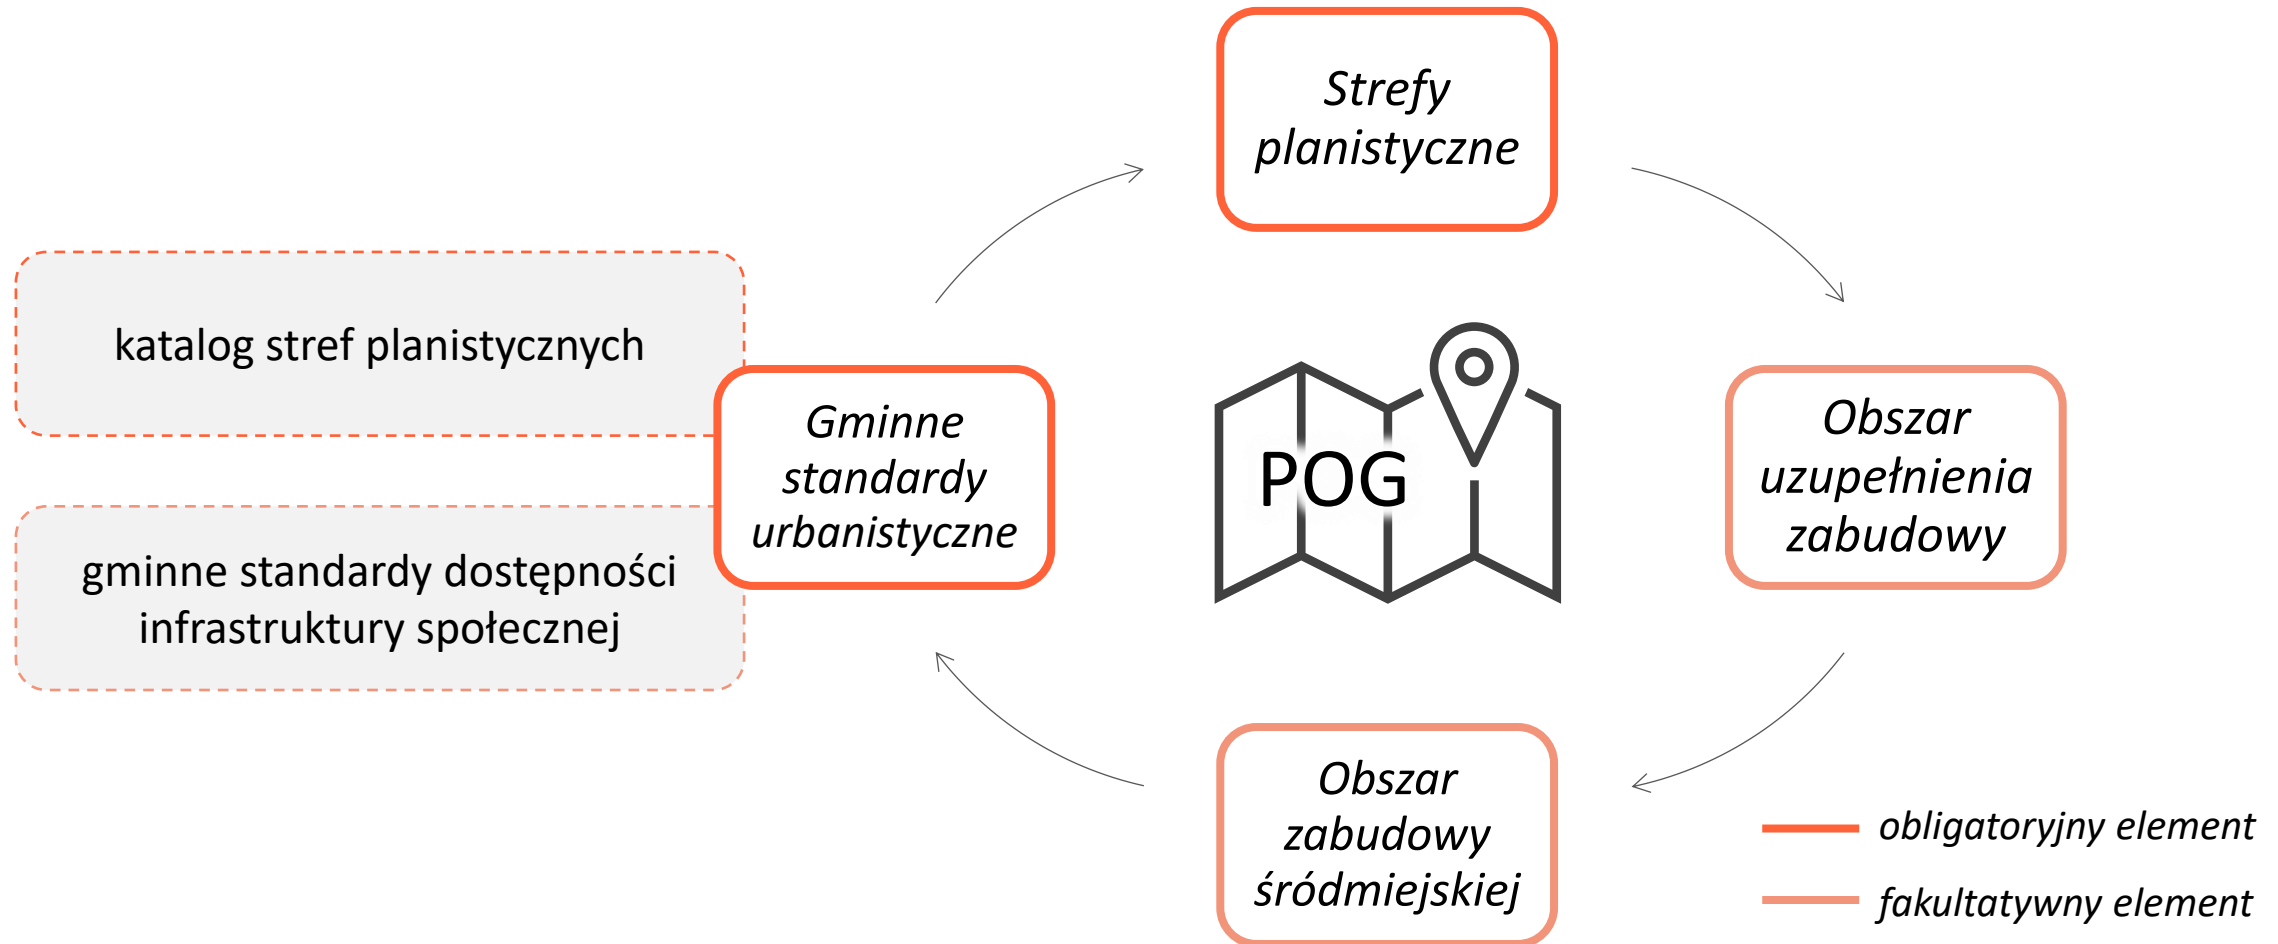 Strefy
planistyczne
katalog stref planistycznych
Gminne
standardy
urbanistyczne
gminne standardy dostępności
infrastruktury społecznej
POG
Obszar
uzupełnienia
zabudowy
Obszar
zabudowy
śródmiejskiej
obligatoryjny element
fakultatywny element